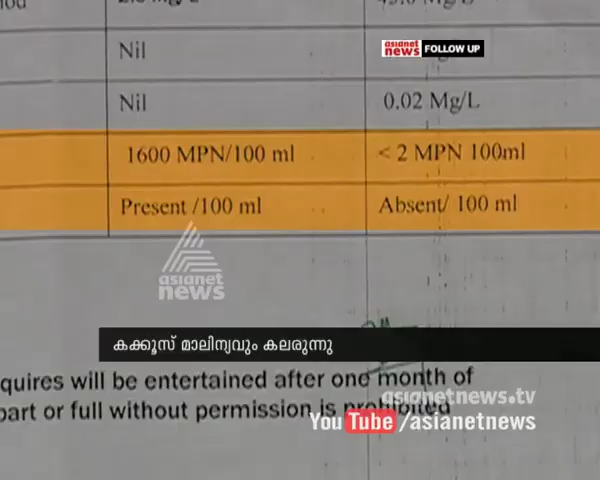 Nil
asianet news FOLLOW UP
Nil 0.02 Mg/L
1600 MPN/100 ml < 2 MPN 100ml
Present /100 ml Absent/ 100 ml
asianet news
കക്കൂസ് മാലിന്യവും കലരുന്നു
quires will be entertained after one month of
part or full without permission is prohibited
asianetnews.tv
You Tube /asianetnews